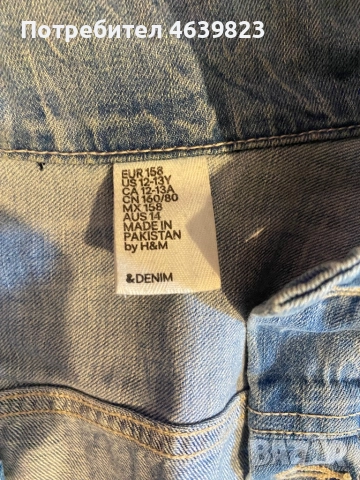 Потребител 4639823
EUR 158
US 12-13Y
CA 12-13A
CN 160/80
MX 158
AUS 14
MADE IN
PAKISTAN
by H&M
&DENIM
BAZAR